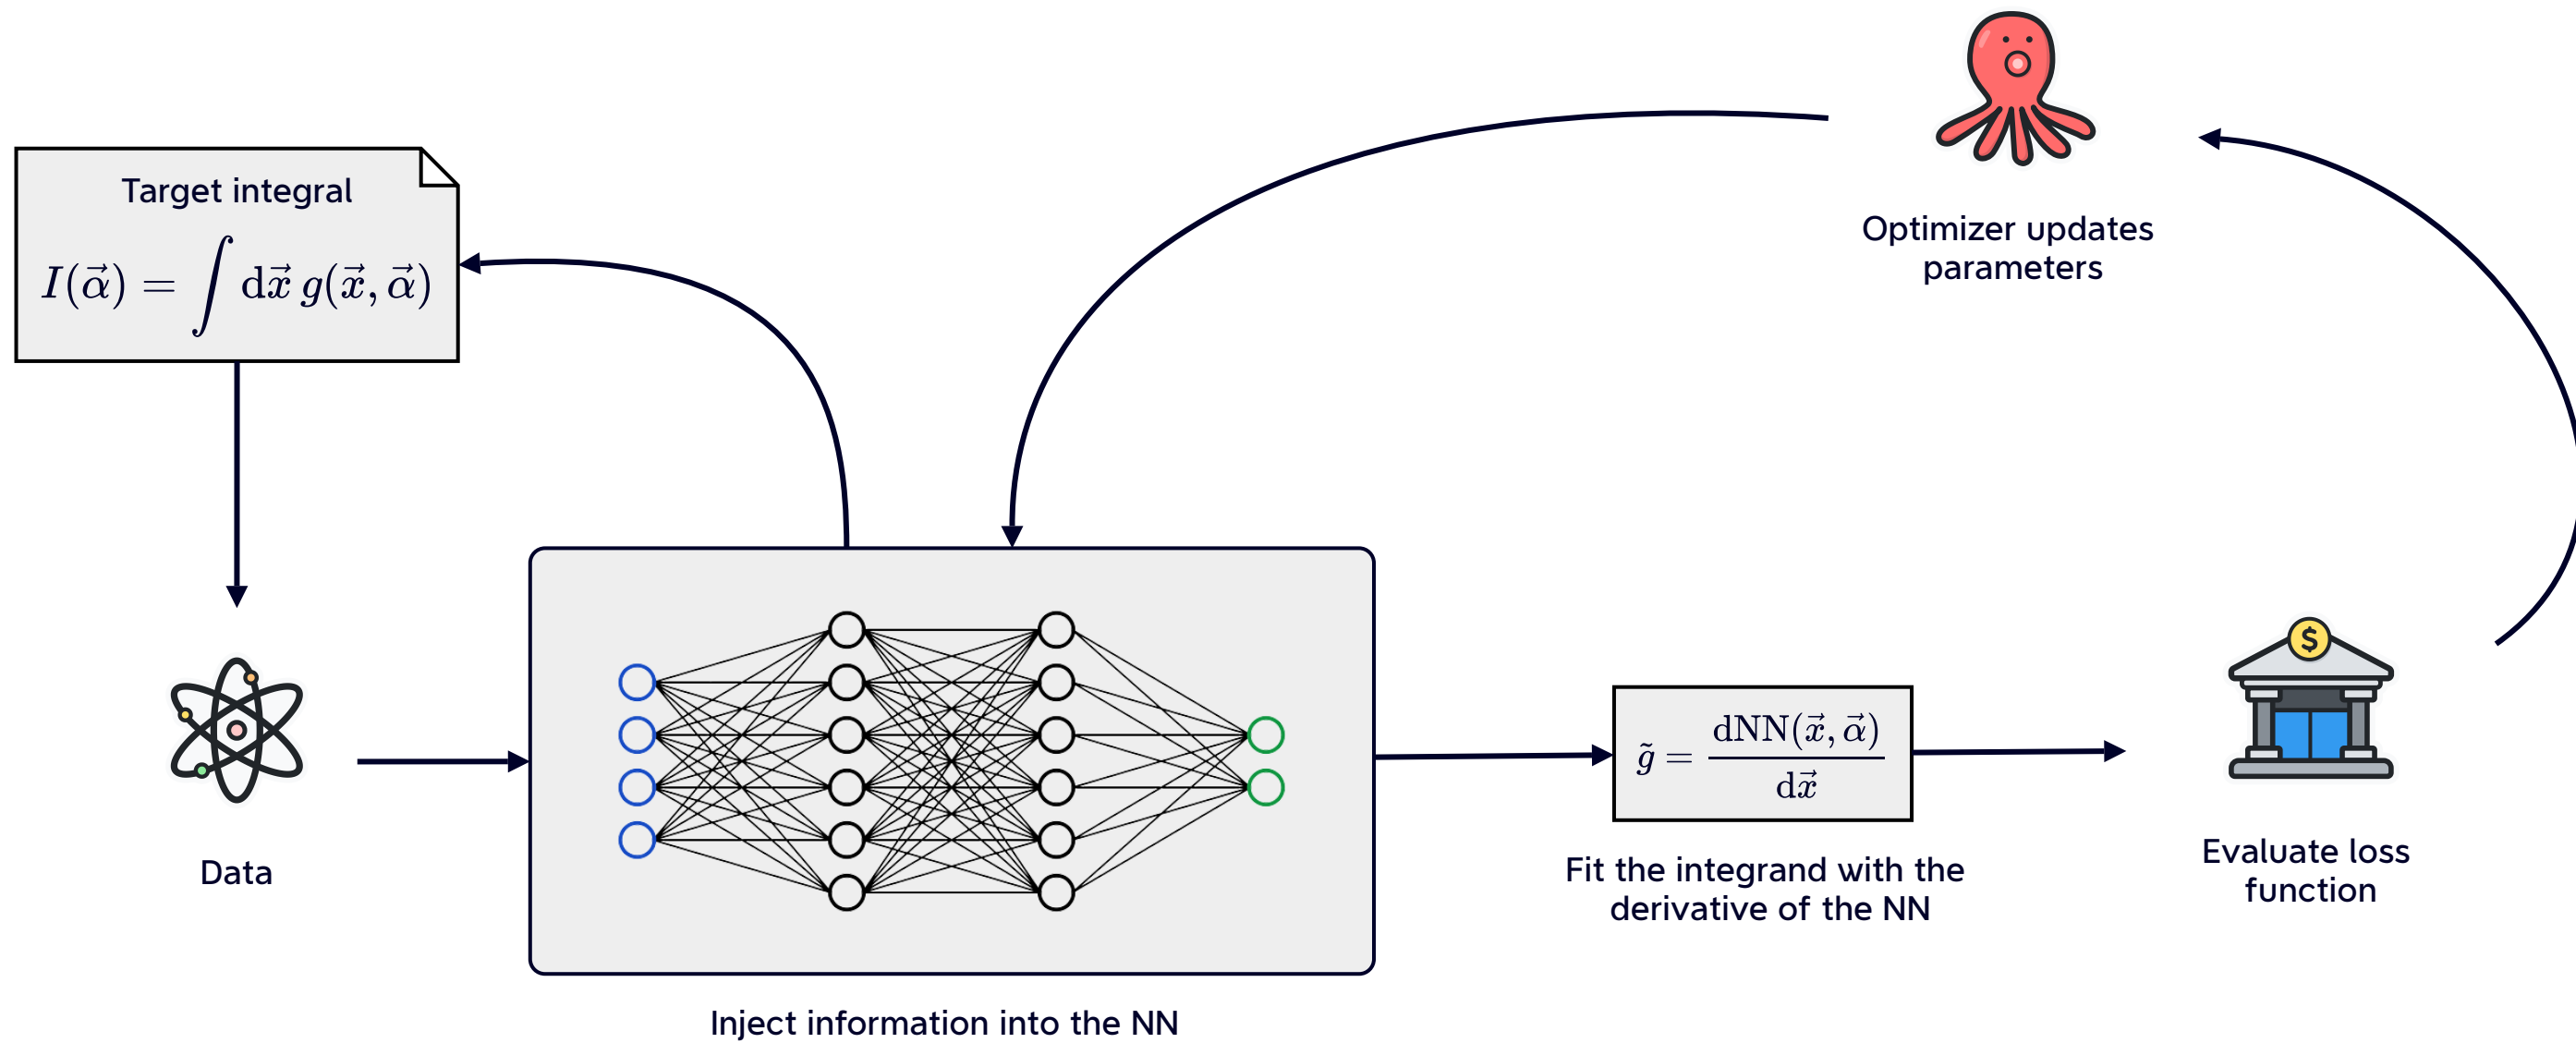 Target integral
I(α⃗) = ∫ dx⃗ g(x⃗, α⃗)
Data
Inject information into the NN
g̃ = dNN(x⃗, α⃗) / dx⃗
Fit the integrand with the
derivative of the NN
$
Evaluate loss
function
Optimizer updates
parameters